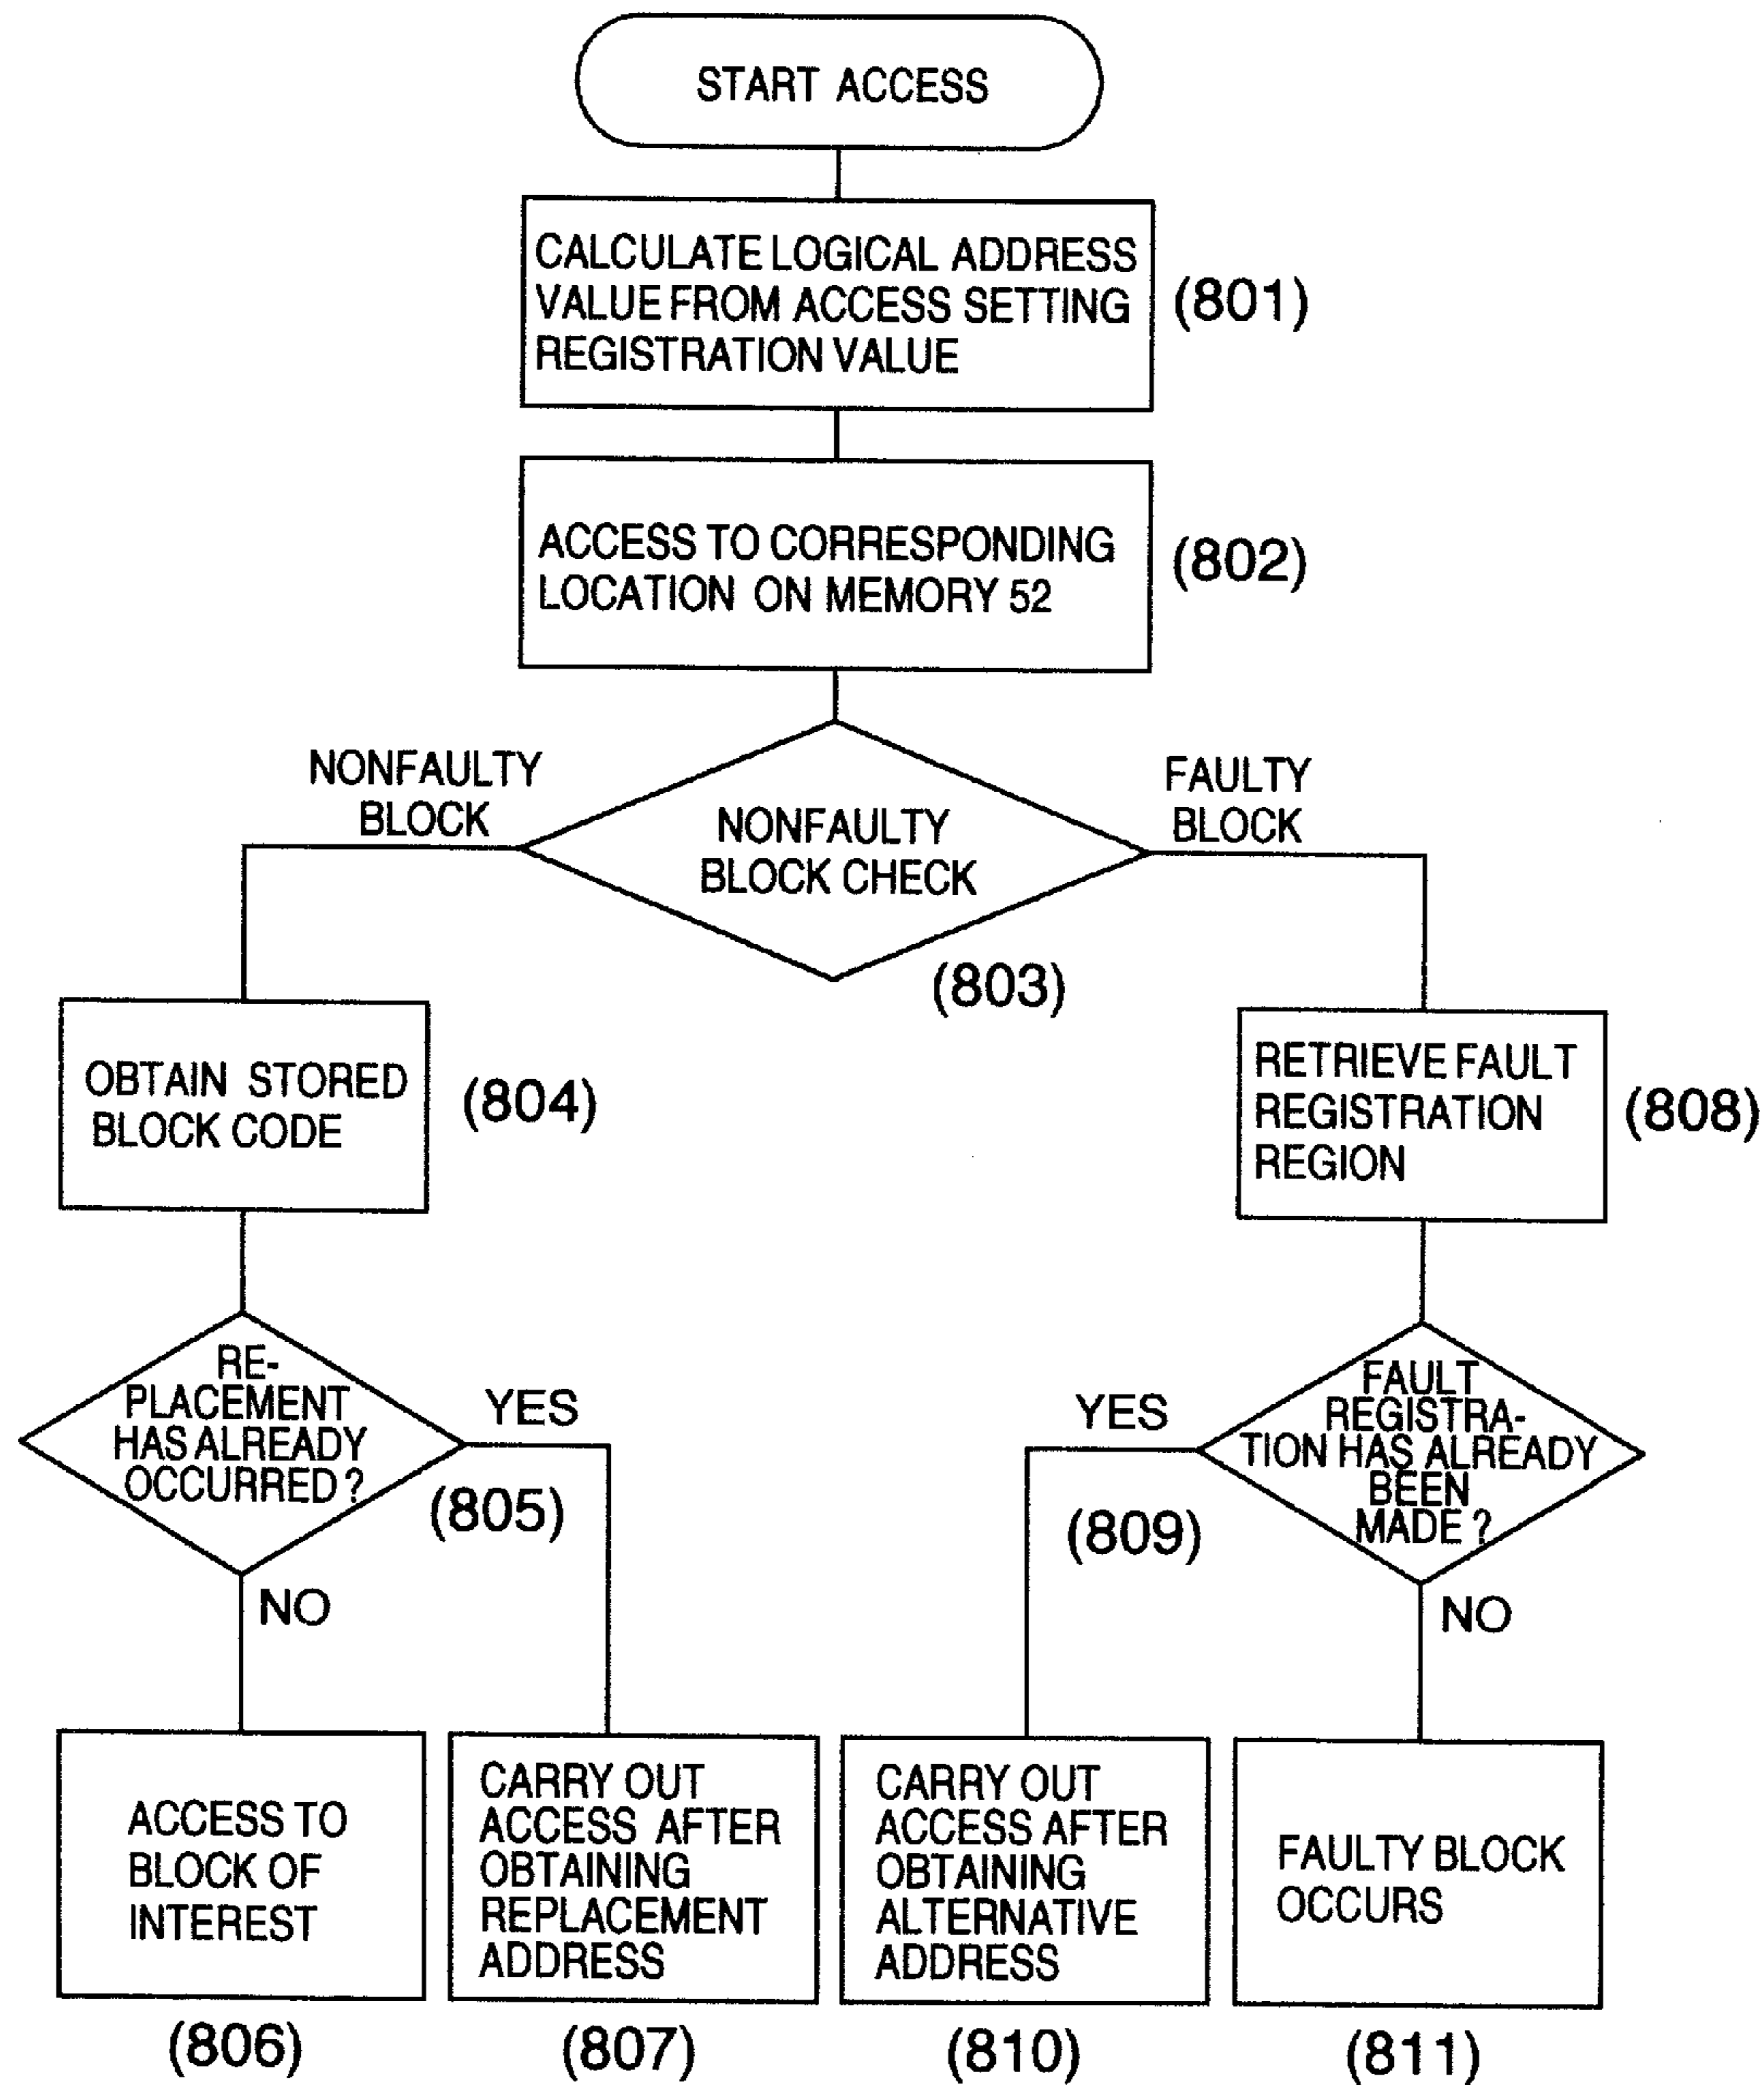 START ACCESS
CALCULATE LOGICAL ADDRESS
VALUE FROM ACCESS SETTING
REGISTRATION VALUE
(801)
ACCESS TO CORRESPONDING
LOCATION ON MEMORY 52
(802)
NONFAULTY
BLOCK
FAULTY
BLOCK
NONFAULTY
BLOCK CHECK
(803)
OBTAIN STORED
BLOCK CODE
(804)
RETRIEVE FAULT
REGISTRATION
REGION
(808)
RE-
PLACEMENT
HAS ALREADY
OCCURRED ?
YES
(805)
NO
FAULT
REGISTRA-
TION HAS ALREADY
BEEN
MADE ?
YES
(809)
NO
ACCESS TO
BLOCK OF
INTEREST
(806)
CARRY OUT
ACCESS AFTER
OBTAINING
REPLACEMENT
ADDRESS
(807)
CARRY OUT
ACCESS AFTER
OBTAINING
ALTERNATIVE
ADDRESS
(810)
FAULTY BLOCK
OCCURS
(811)